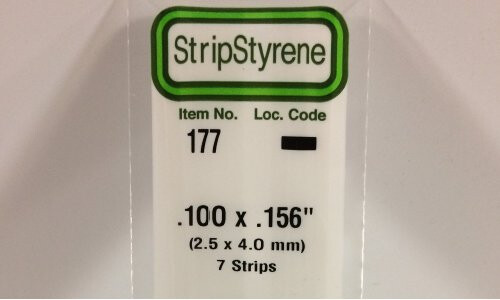 StripStyrene
Item No. Loc. Code
177
.100 x .156"
(2.5 x 4.0 mm)
7 Strips